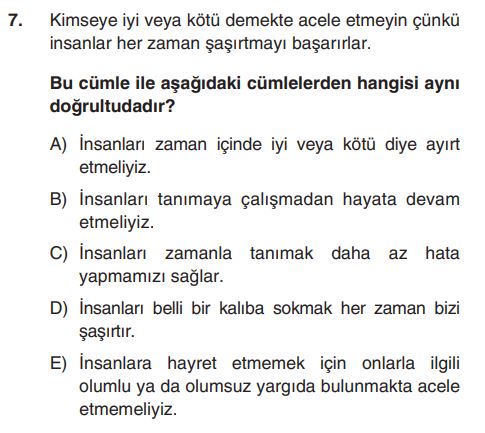 7. Kimseye iyi veya kötü demekte acele etmeyin çünkü
insanlar her zaman şaşırtmayı başarırlar.
Bu cümle ile aşağıdaki cümlelerden hangisi aynı
doğrultudadır?
A) İnsanları zaman içinde iyi veya kötü diye ayırt
etmeliyiz.
B) İnsanları tanımaya çalışmadan hayata devam
etmeliyiz.
C) İnsanları zamanla tanımak daha az hata
yapmamızı sağlar.
D) İnsanları belli bir kalıba sokmak her zaman bizi
şaşırtır.
E) İnsanlara hayret etmemek için onlarla ilgili
olumlu ya da olumsuz yargıda bulunmakta acele
etmemeliyiz.